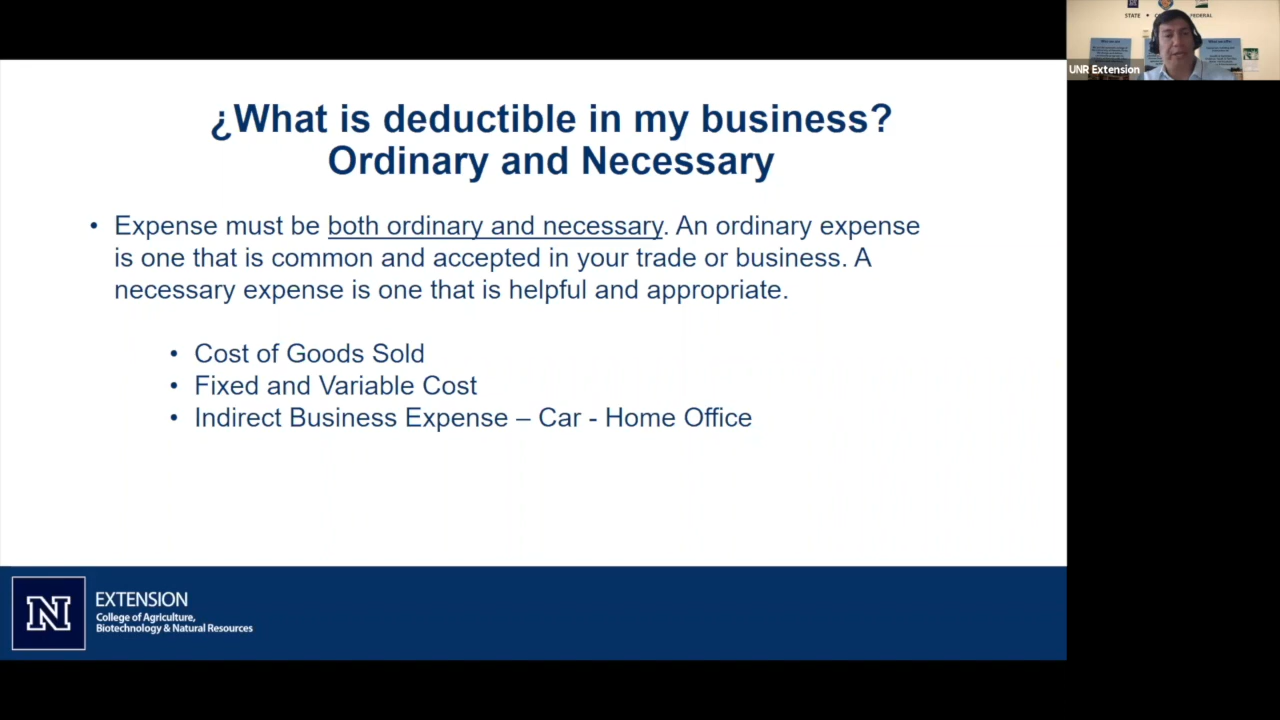 STATE
FEDERAL
UNR Extension
¿What is deductible in my business?
Ordinary and Necessary
• Expense must be both ordinary and necessary. An ordinary expense
is one that is common and accepted in your trade or business. A
necessary expense is one that is helpful and appropriate.
• Cost of Goods Sold
• Fixed and Variable Cost
• Indirect Business Expense – Car - Home Office
N
EXTENSION
College of Agriculture,
Biotechnology & Natural Resources